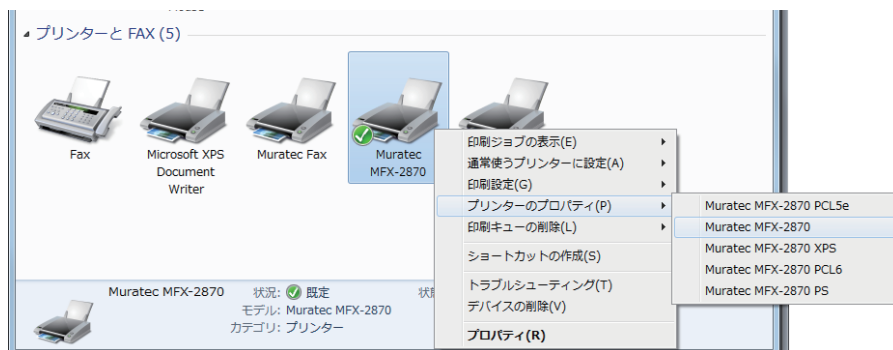 プリンターと FAX (5)
Fax
Microsoft XPS
Document
Writer
Muratec Fax
Muratec
MFX-2870
印刷ジョブの表示(E)
通常使うプリンターに設定(A)
印刷設定(G)
プリンターのプロパティ(P)
印刷キューの削除(L)
ショートカットの作成(S)
トラブルシューティング(T)
デバイスの削除(V)
プロパティ(R)
Muratec MFX-2870 PCL5e
Muratec MFX-2870
Muratec MFX-2870 XPS
Muratec MFX-2870 PCL6
Muratec MFX-2870 PS
Muratec MFX-2870 状況: 既定 状
モデル: Muratec MFX-2870
カテゴリ: プリンター